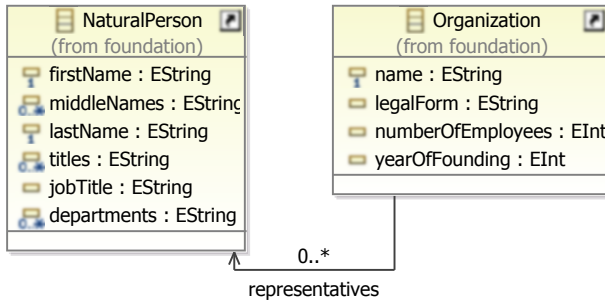 NaturalPerson
(from foundation)
firstName : EString
middleNames : EString
lastName : EString
titles : EString
jobTitle : EString
departments : EString
Organization
(from foundation)
name : EString
legalForm : EString
numberOfEmployees : EInt
yearOfFounding : EInt
0..*
representatives